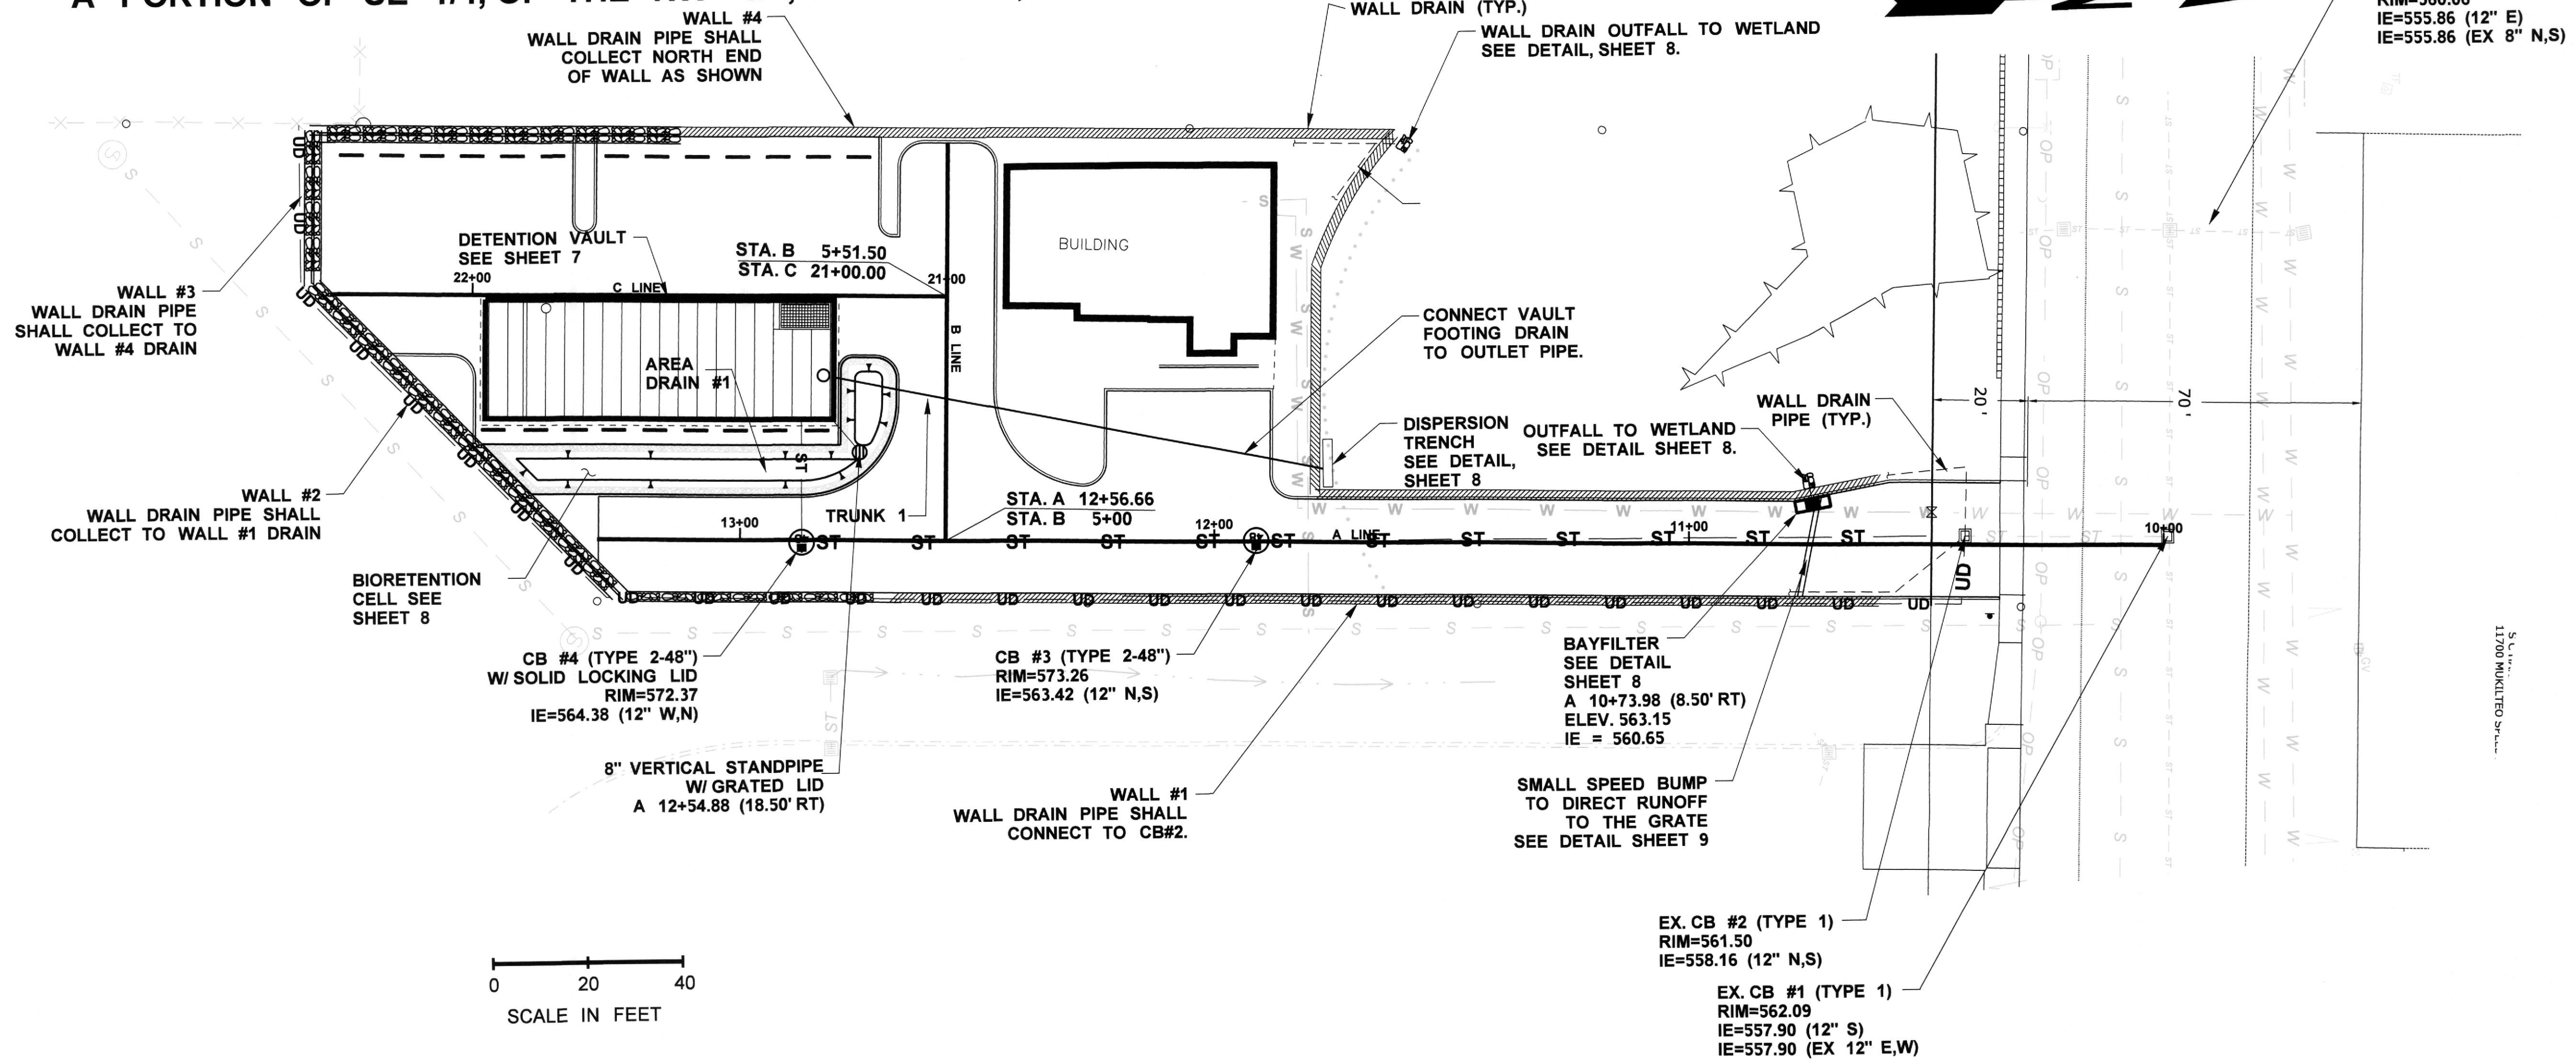 WALL #4
WALL DRAIN PIPE SHALL
COLLECT NORTH END
OF WALL AS SHOWN
WALL DRAIN (TYP.)
WALL DRAIN OUTFALL TO WETLAND
SEE DETAIL, SHEET 8.
IE=555.86 (12" E)
IE=555.86 (EX 8" N,S)
DETENTION VAULT
SEE SHEET 7
STA. B 5+51.50
STA. C 21+00.00
22+00
C LINE
21+00
B LINE
BUILDING
WALL #3
WALL DRAIN PIPE
SHALL COLLECT TO
WALL #4 DRAIN
AREA
DRAIN #1
CONNECT VAULT
FOOTING DRAIN
TO OUTLET PIPE.
20'
70'
WALL DRAIN
PIPE (TYP.)
DISPERSION
TRENCH
SEE DETAIL,
SHEET 8
OUTFALL TO WETLAND
SEE DETAIL SHEET 8.
WALL #2
WALL DRAIN PIPE SHALL
COLLECT TO WALL #1 DRAIN
TRUNK 1
STA. A 12+56.66
STA. B 5+00
13+00
12+00
A LINE
11+00
10+00
BIORETENTION
CELL SEE
SHEET 8
CB #4 (TYPE 2-48")
W/ SOLID LOCKING LID
RIM=572.37
IE=564.38 (12" W,N)
CB #3 (TYPE 2-48")
RIM=573.26
IE=563.42 (12" N,S)
BAYFILTER
SEE DETAIL
SHEET 8
A 10+73.98 (8.50' RT)
ELEV. 563.15
IE = 560.65
8" VERTICAL STANDPIPE
W/ GRATED LID
A 12+54.88 (18.50' RT)
WALL #1
WALL DRAIN PIPE SHALL
CONNECT TO CB#2.
SMALL SPEED BUMP
TO DIRECT RUNOFF
TO THE GRATE
SEE DETAIL SHEET 9
11700 MUKILTEO
EX. CB #2 (TYPE 1)
RIM=561.50
IE=558.16 (12" N,S)
EX. CB #1 (TYPE 1)
RIM=562.09
IE=557.90 (12" S)
IE=557.90 (EX 12" E,W)
0 20 40
SCALE IN FEET